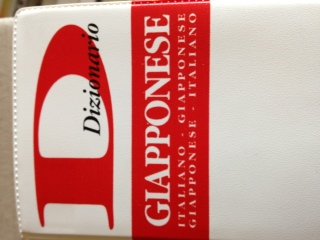 D
Dizionario
GIAPPONESE
ITALIANO - GIAPPONESE
GIAPPONESE - ITALIANO